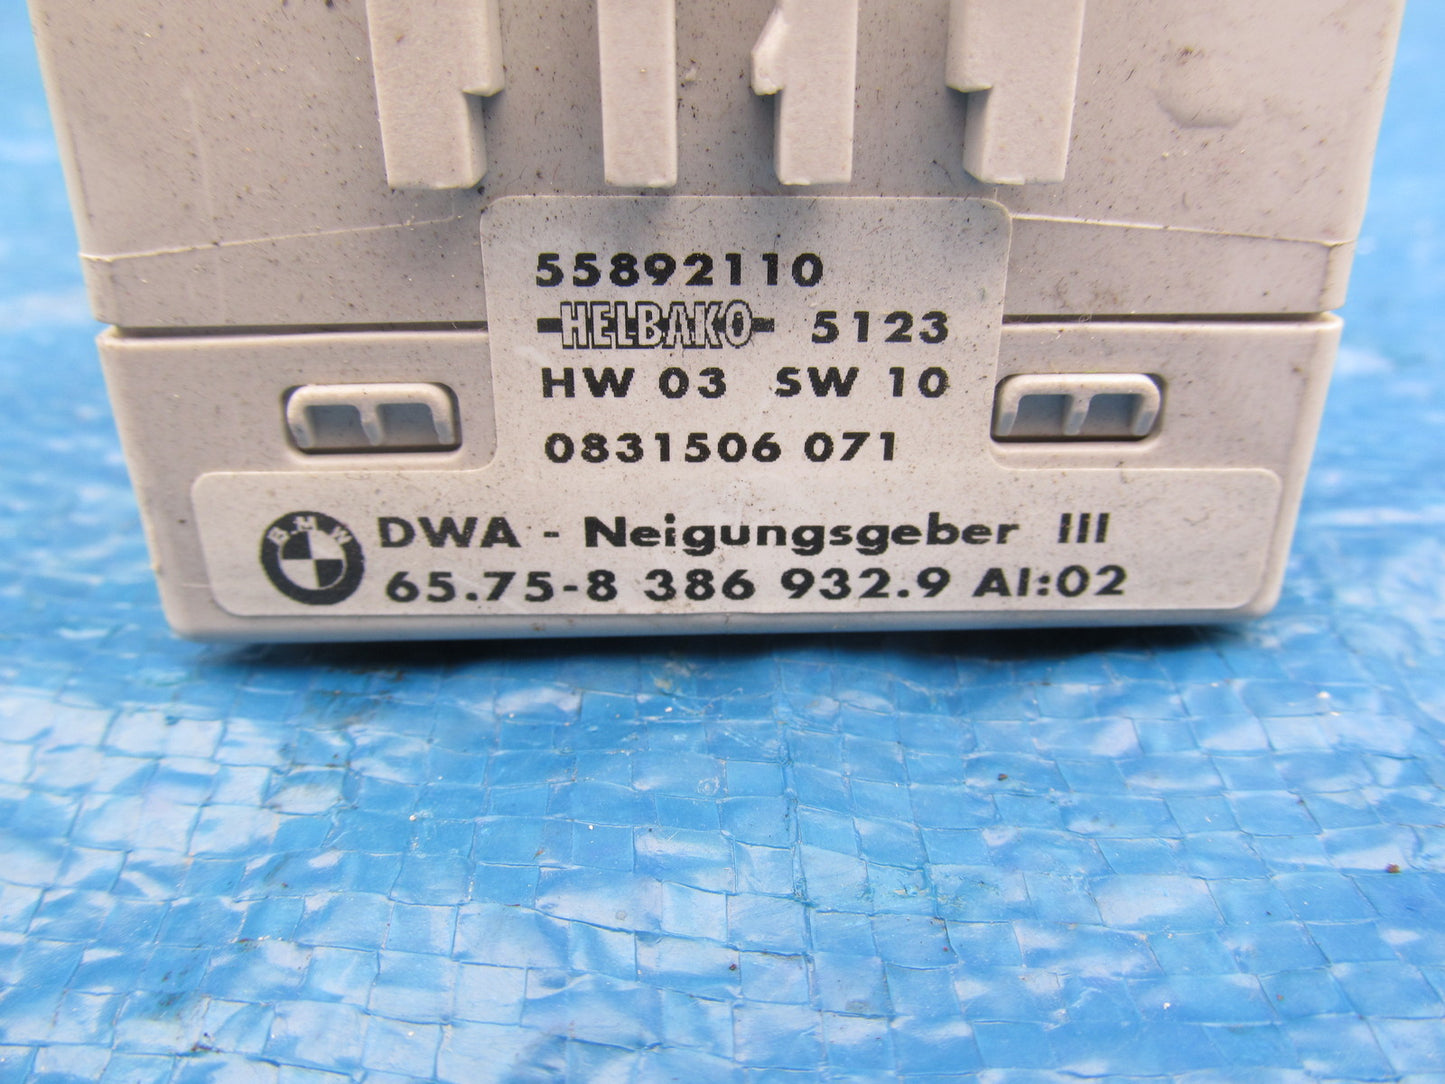 55892110
HELBAKO 5123
HW 03 SW 10
0831506 071
BMW DWA - Neigungsgeber III
65.75-8 386 932.9 AI:02